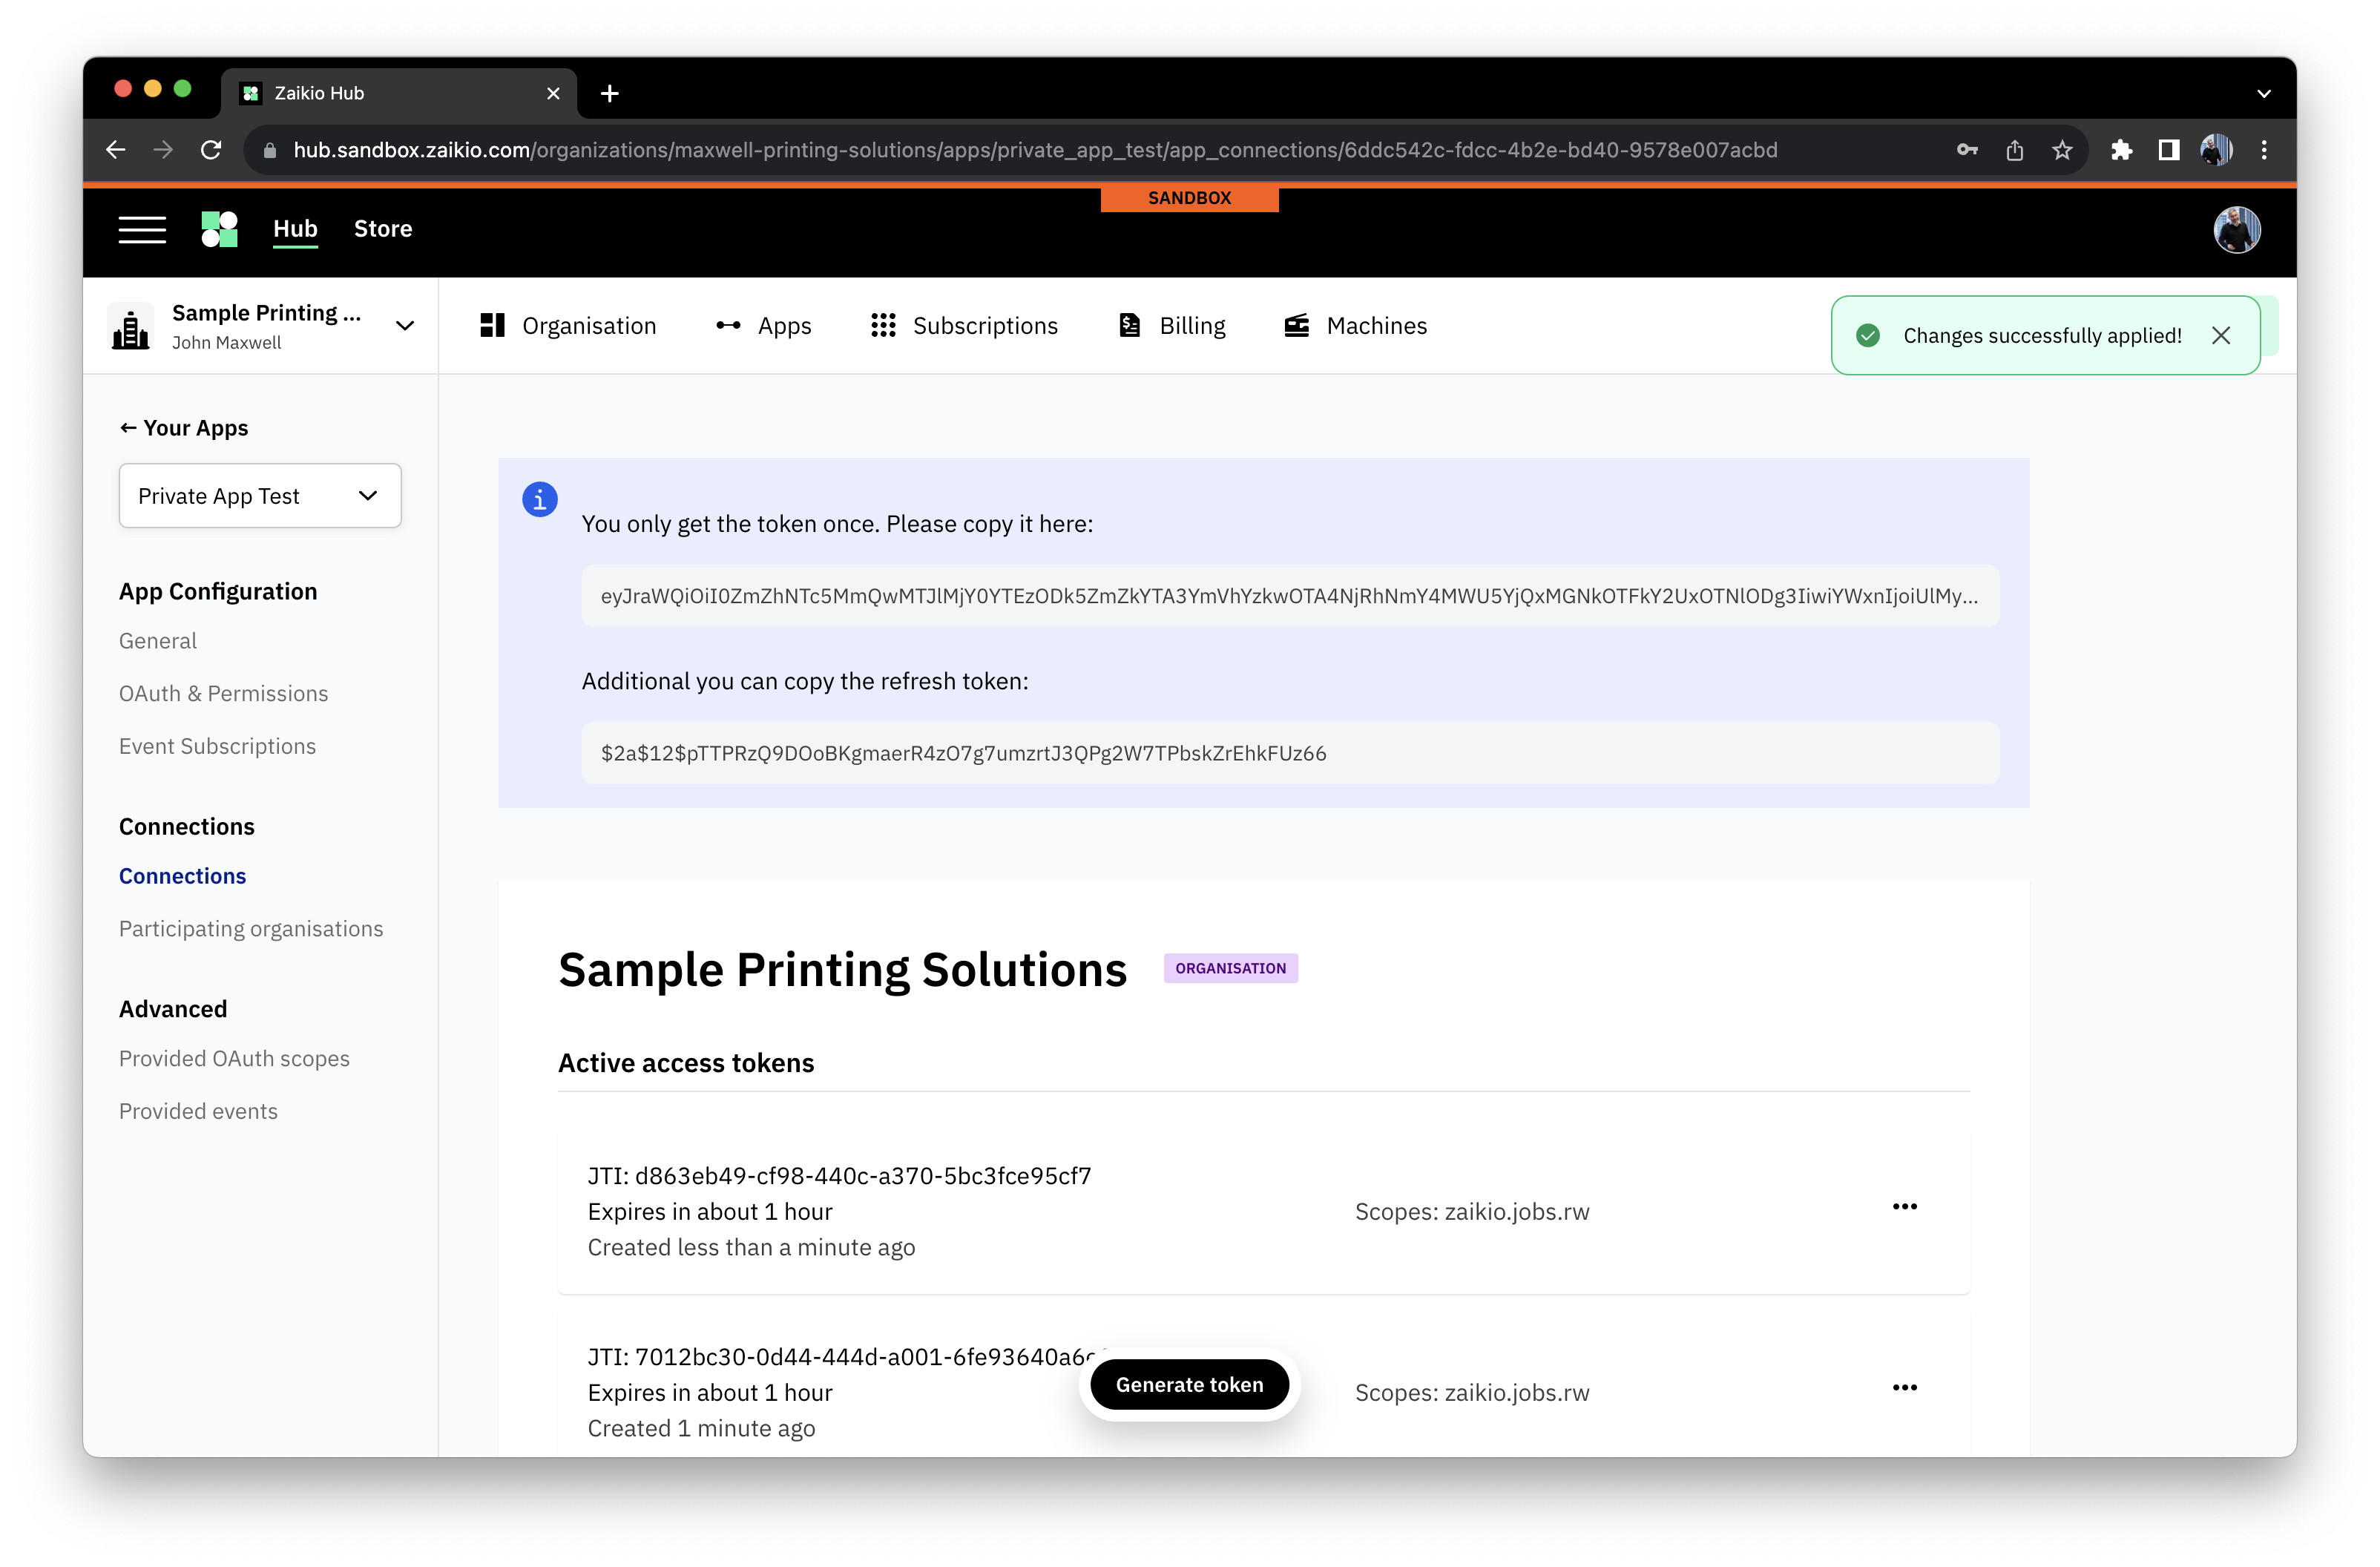 Zaikio Hub
hub.sandbox.zaikio.com/organizations/maxwell-printing-solutions/apps/private_app_test/app_connections/6ddc542c-fdcc-4b2e-bd40-9578e007acbd
SANDBOX
Hub Store
Sample Printing ...
John Maxwell
Organisation Apps Subscriptions Billing Machines
Changes successfully applied!
← Your Apps
Private App Test
App Configuration
General
OAuth & Permissions
Event Subscriptions
Connections
Connections
Participating organisations
Advanced
Provided OAuth scopes
Provided events
You only get the token once. Please copy it here:
eyJraWQiOiI0ZmZhNTc5MmQwMTJlMjY0YTEzODk5ZmZkYTA3YmVhYzkwOTA4NjRhNmY4MWU5YjQxMGNkOTFkY2UxOTNlODg3IiwiYWxnIjoiUlMy...
Additional you can copy the refresh token:
$2a$12$pTTPRzQ9DOoBKgmaerR4zO7g7umzrtJ3QPg2W7TPbskZrEhkFUz66
Sample Printing Solutions ORGANISATION
Active access tokens
JTI: d863eb49-cf98-440c-a370-5bc3fce95cf7
Expires in about 1 hour
Created less than a minute ago
Scopes: zaikio.jobs.rw
JTI: 7012bc30-0d44-444d-a001-6fe93640a6
Expires in about 1 hour
Created 1 minute ago
Scopes: zaikio.jobs.rw
Generate token